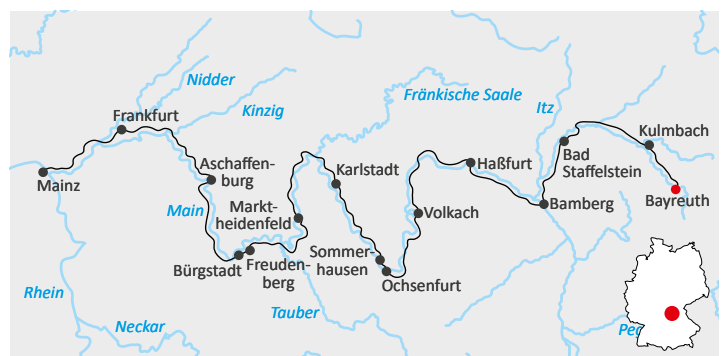 Nidder
Kinzig
Fränkische Saale
Itz
Frankfurt
Kulmbach
Haßfurt
Bad
Staffelstein
Aschaffen-
burg
Karlstadt
Mainz
Bayreuth
Main
Markt-
heidenfeld
Volkach
Bamberg
Bürgstadt
Freuden-
berg
Sommer-
hausen
Ochsenfurt
Rhein
Neckar
Tauber